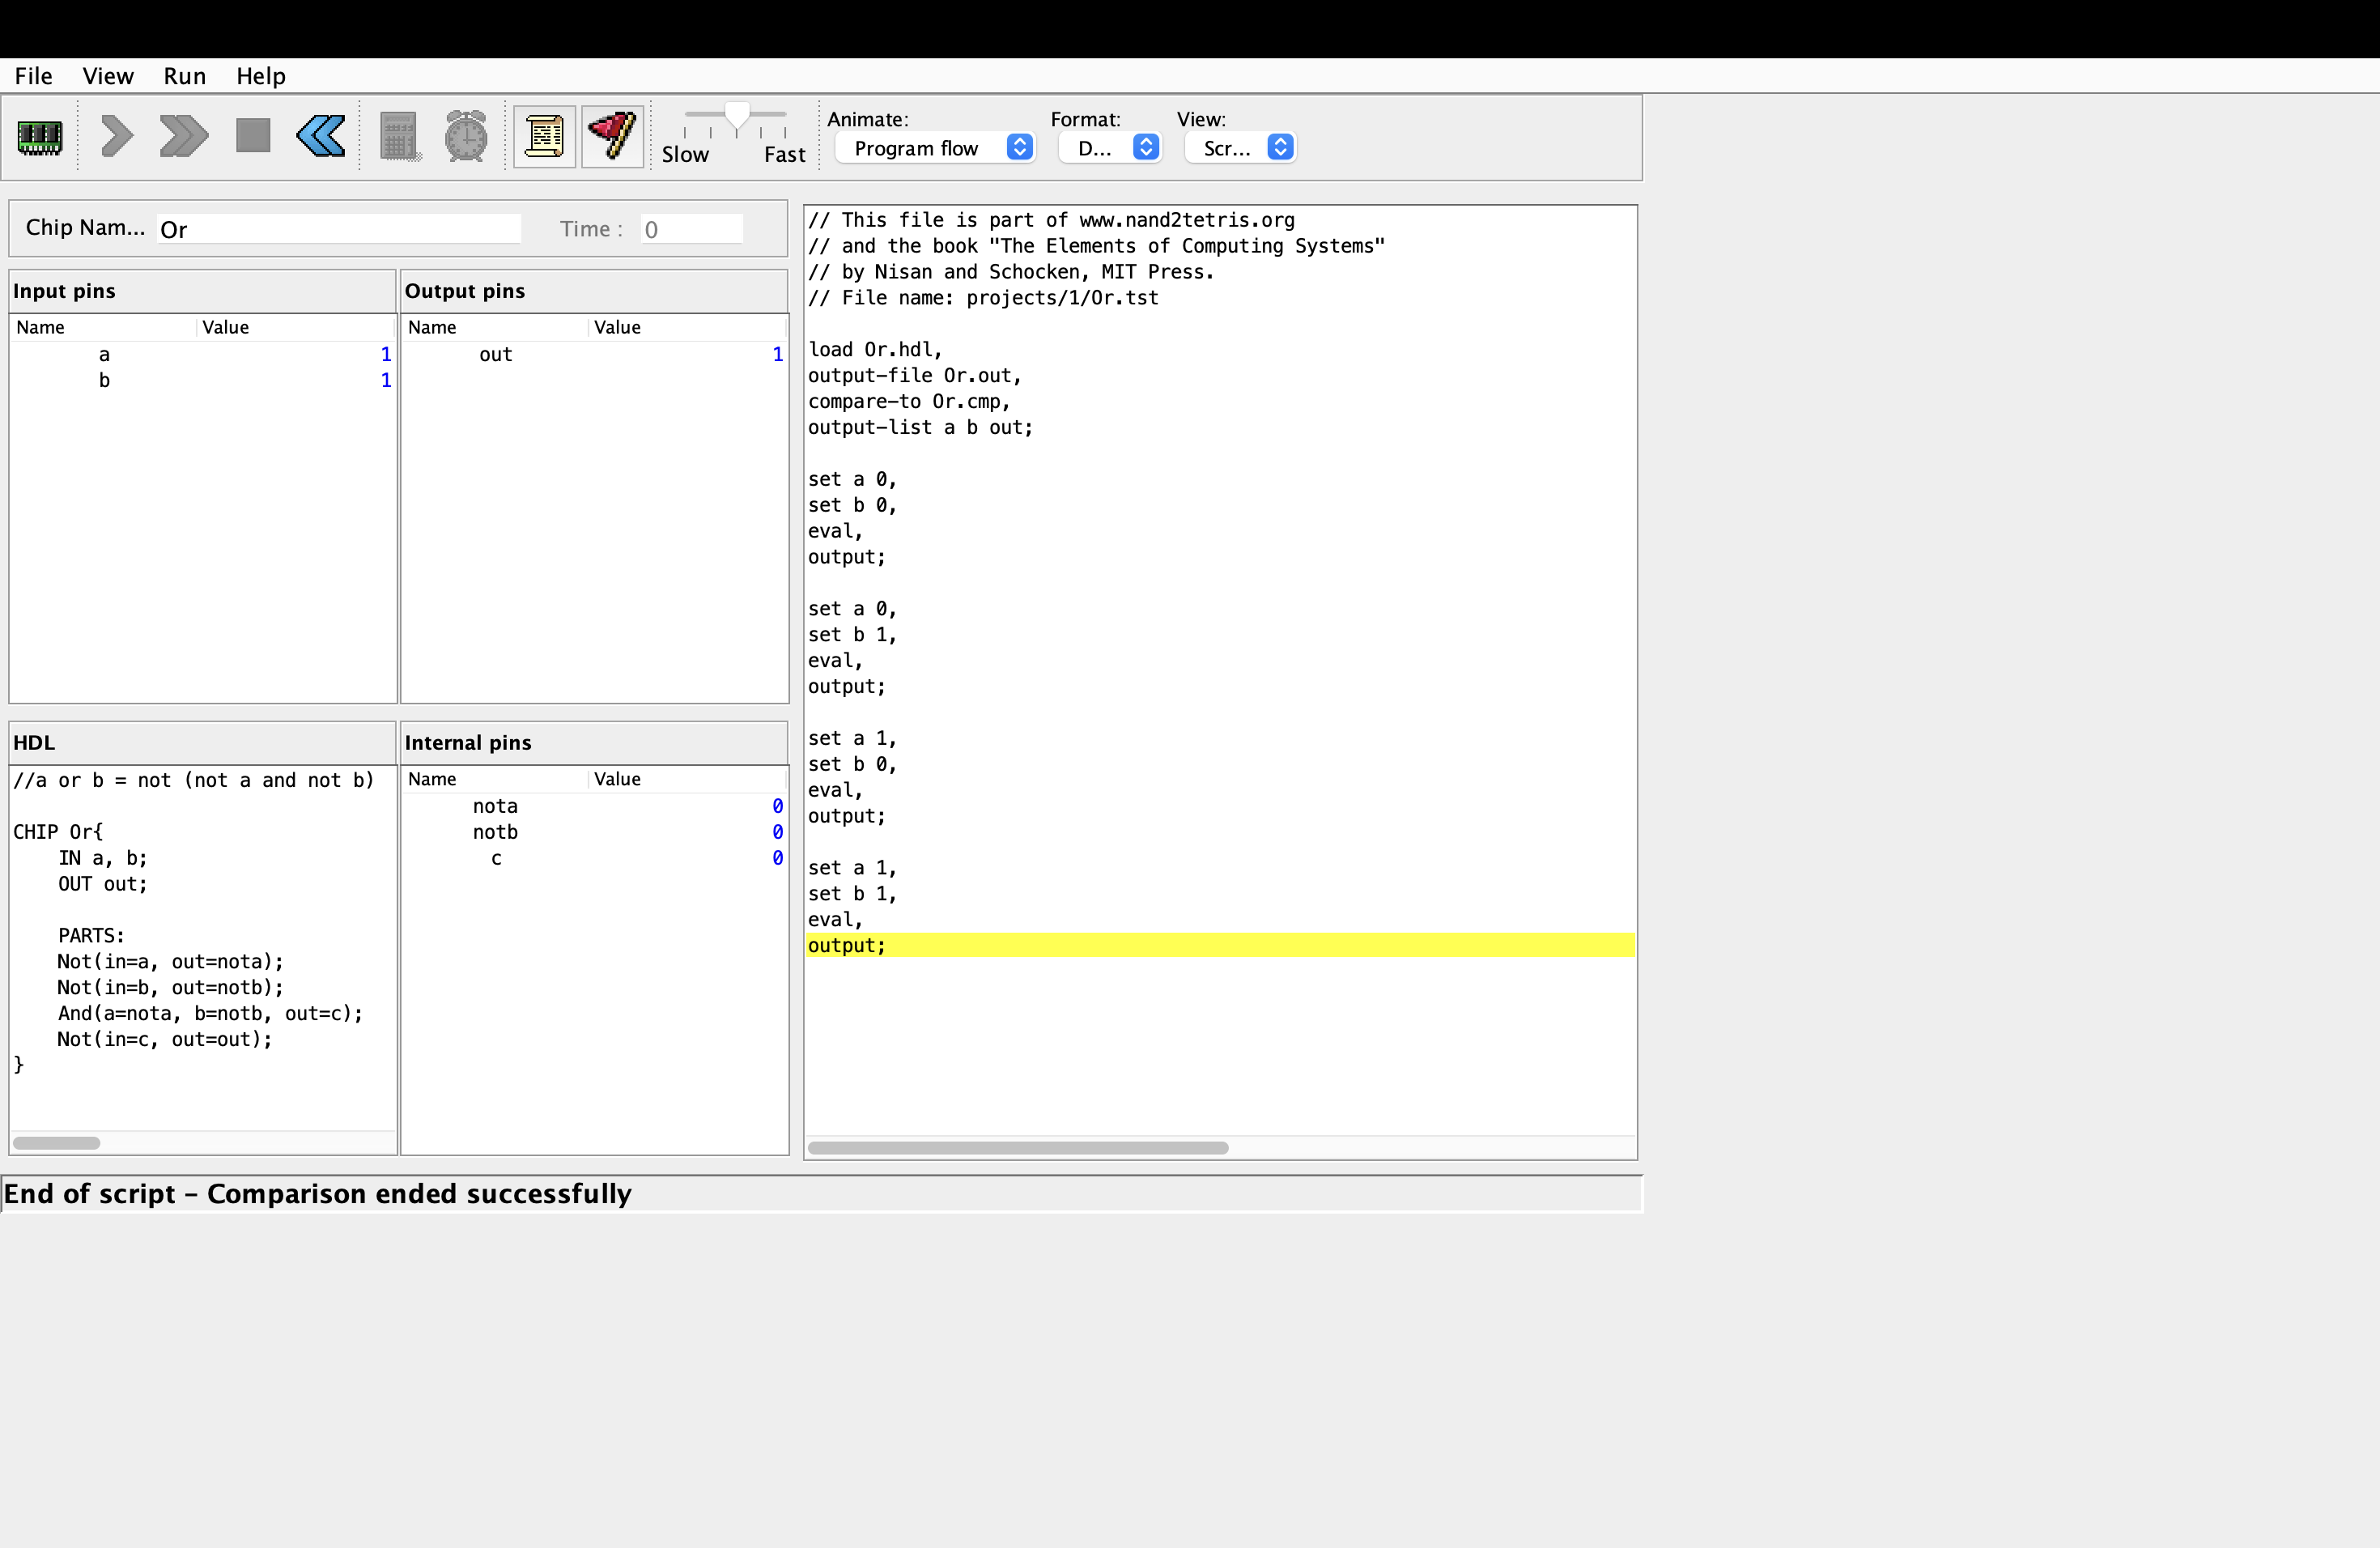 File View Run Help
Slow Fast
Animate: Format: View:
Program flow D... Scr...
Chip Nam... Or Time : 0
Input pins
Name Value
a 1
b 1
Output pins
Name Value
out 1
HDL
//a or b = not (not a and not b)
CHIP Or{
IN a, b;
OUT out;
PARTS:
Not(in=a, out=nota);
Not(in=b, out=notb);
And(a=nota, b=notb, out=c);
Not(in=c, out=out);
}
Internal pins
Name Value
nota 0
notb 0
c 0
// This file is part of www.nand2tetris.org
// and the book "The Elements of Computing Systems"
// by Nisan and Schocken, MIT Press.
// File name: projects/1/Or.tst
load Or.hdl,
output-file Or.out,
compare-to Or.cmp,
output-list a b out;
set a 0,
set b 0,
eval,
output;
set a 0,
set b 1,
eval,
output;
set a 1,
set b 0,
eval,
output;
set a 1,
set b 1,
eval,
output;
End of script – Comparison ended successfully